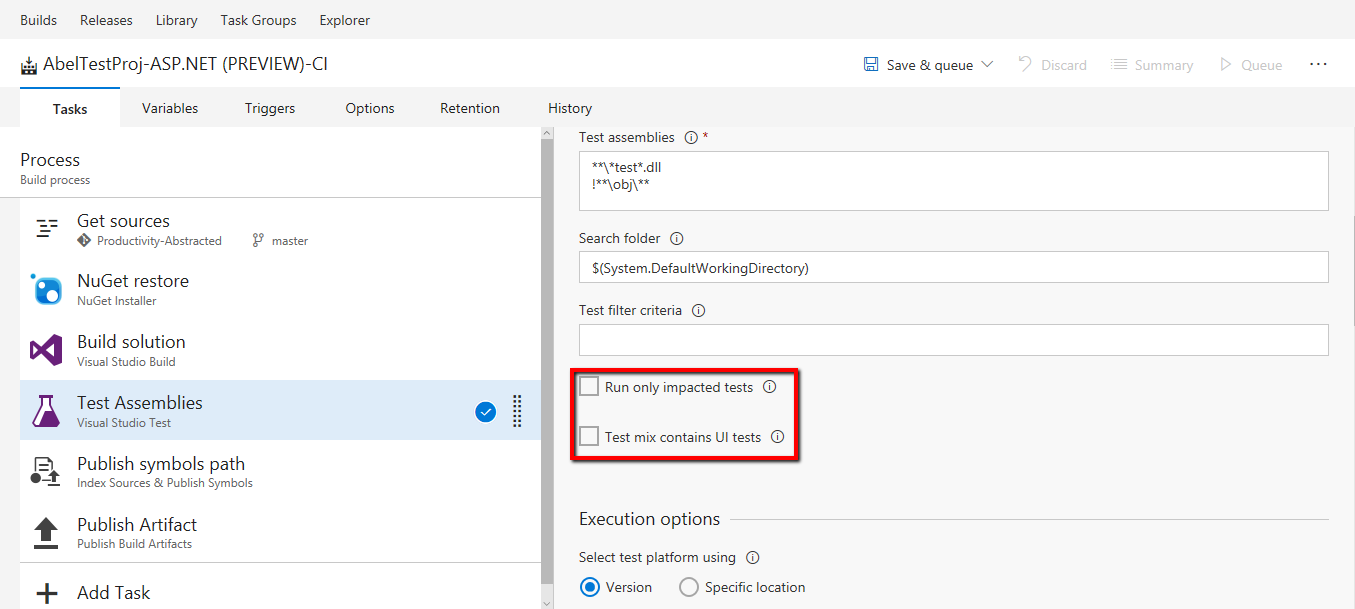 Builds Releases Library Task Groups Explorer
AbelTestProj-ASP.NET (PREVIEW)-CI
Save & queue Discard Summary Queue ...
Tasks Variables Triggers Options Retention History
Process
Build process
Get sources
Productivity-Abstracted master
NuGet restore
NuGet Installer
Build solution
Visual Studio Build
Test Assemblies
Visual Studio Test
Publish symbols path
Index Sources & Publish Symbols
Publish Artifact
Publish Build Artifacts
Add Task
Test assemblies *
**\*test*.dll
!**\obj\**
Search folder
$(System.DefaultWorkingDirectory)
Test filter criteria
Run only impacted tests
Test mix contains UI tests
Execution options
Select test platform using
Version Specific location